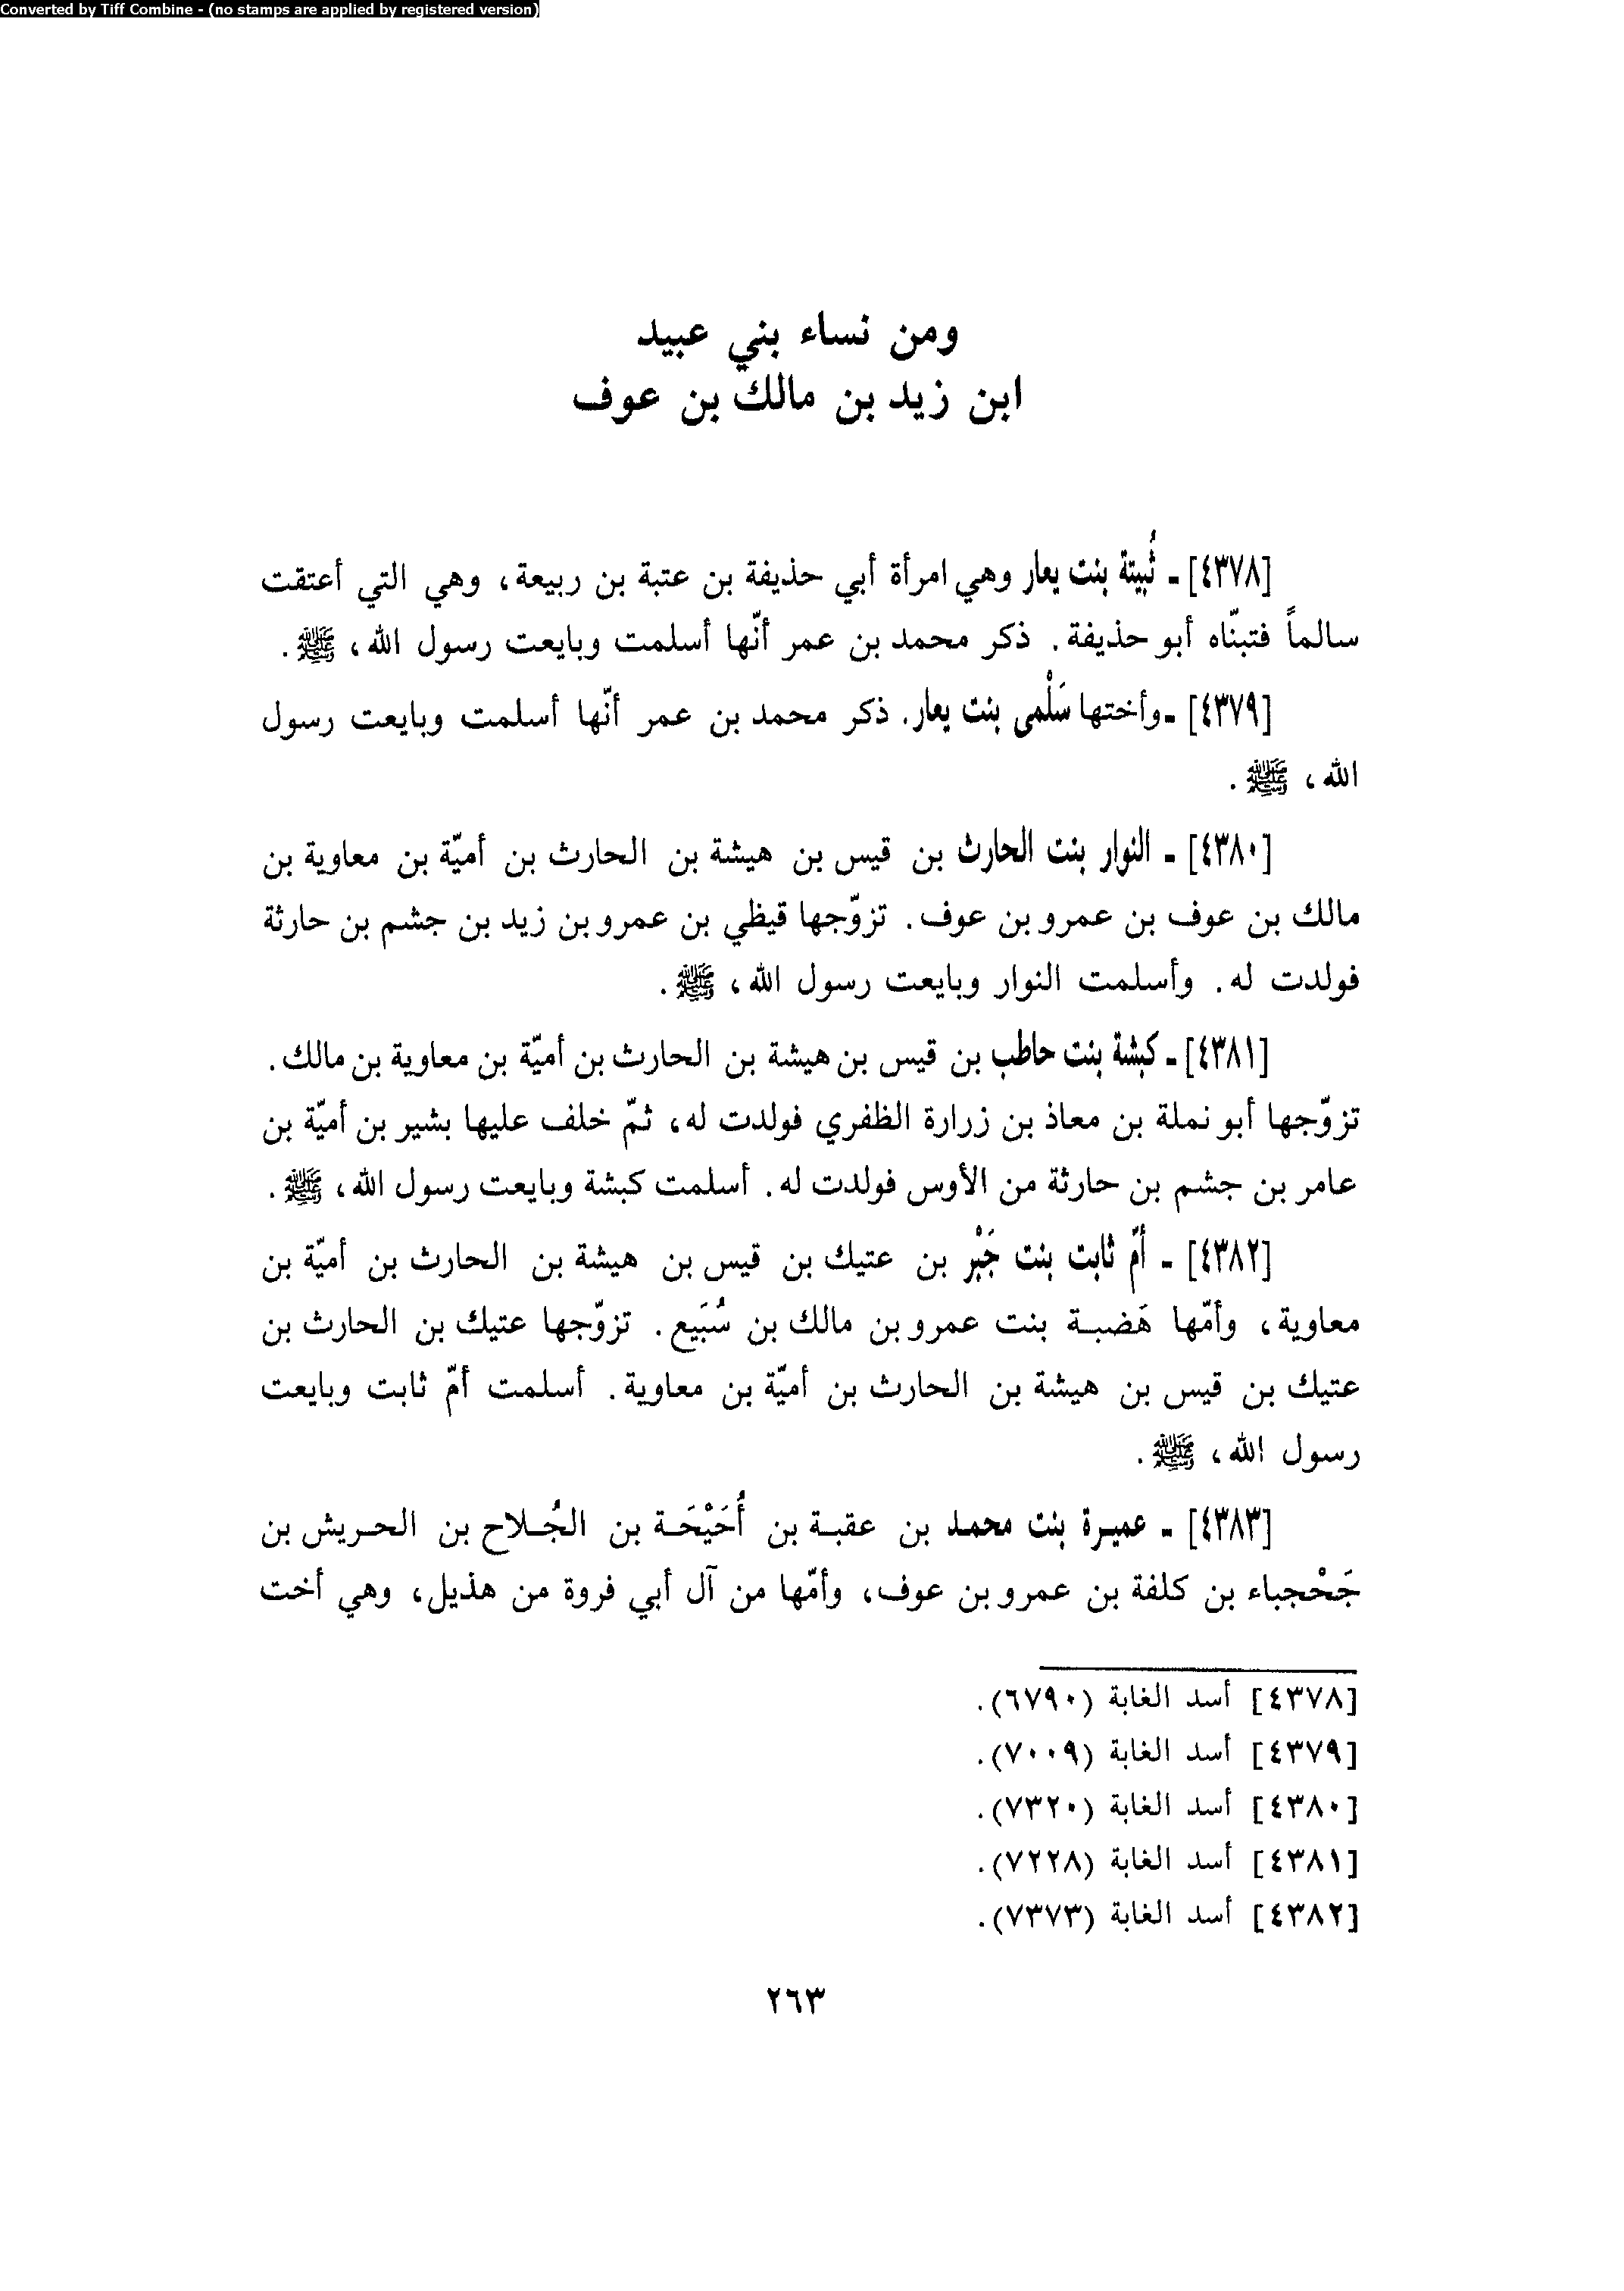 Converted by Tiff Combine - (no stamps are applied by registered version)
ومن نساء بني عبيد
ابن زيد بن مالك بن عوف
[٤٣٧٨] - ثُبيتة بنت يعار وهي امرأة أبي حذيفة بن عتبة بن ربيعة، وهي التي أعتقت
سالماً فتبنّاه أبو حذيفة. ذكر محمد بن عمر أنّها أسلمت وبايعت رسول الله، ﷺ.
[٤٣٧٩] -وأختها سَلْمى بنت يعار. ذكر محمد بن عمر أنّها أسلمت وبايعت رسول
الله، ﷺ.
[٤٣٨٠] - النوار بنت الحارث بن قيس بن هيشة بن الحارث بن أميّة بن معاوية بن
مالك بن عوف بن عمرو بن عوف. تزوّجها قيظي بن عمرو بن زيد بن جشم بن حارثة
فولدت له. وأسلمت النوار وبايعت رسول الله، ﷺ.
[٤٣٨١] - كبشة بنت حاطب بن قيس بن هيشة بن الحارث بن أميّة بن معاوية بن مالك.
تزوّجها أبو نملة بن معاذ بن زرارة الظفري فولدت له، ثمّ خلف عليها بشير بن أميّة بن
عامر بن جشم بن حارثة من الأوس فولدت له. أسلمت كبشة وبايعت رسول الله، ﷺ.
[٤٣٨٢] - أمّ ثابت بنت جَبْر بن عتيك بن قيس بن هيشة بن الحارث بن أميّة بن
معاوية، وأمّها هَضبـة بنت عمرو بن مالك بن سُبَيع. تزوّجها عتيك بن الحارث بن
عتيك بن قيس بن هيشة بن الحارث بن أميّة بن معاوية. أسلمت أمّ ثابت وبايعت
رسول الله، ﷺ.
[٤٣٨٣] - عميـرة بنت محمـد بن عقبـة بن أُحَيْحَـة بن الجُـلاح بن الحـريش بن
جَحْجباء بن كلفة بن عمرو بن عوف، وأمّها من آل أبي فروة من هذيل، وهي أخت
[٤٣٧٨] أسد الغابة (٦٧٩٠).
[٤٣٧٩] أسد الغابة (٧٠٠٩).
[٤٣٨٠] أسد الغابة (٧٣٢٠).
[٤٣٨١] أسد الغابة (٧٢٢٨).
[٤٣٨٢] أسد الغابة (٧٣٧٣).
٢٦٣